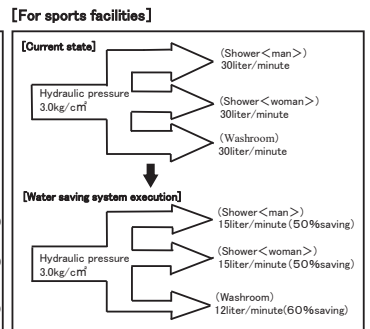 [For sports facilities]
[Current state]
(Shower＜man＞)
30liter/minute
Hydraulic pressure
3.0kg/c㎡
(Shower＜woman＞)
30liter/minute
(Washroom)
30liter/minute
[Water saving system execution]
(Shower＜man＞)
15liter/minute(50%saving)
Hydraulic pressure
3.0kg/c㎡
(Shower＜woman＞)
15liter/minute(50%saving)
(Washroom)
12liter/minute(60%saving)